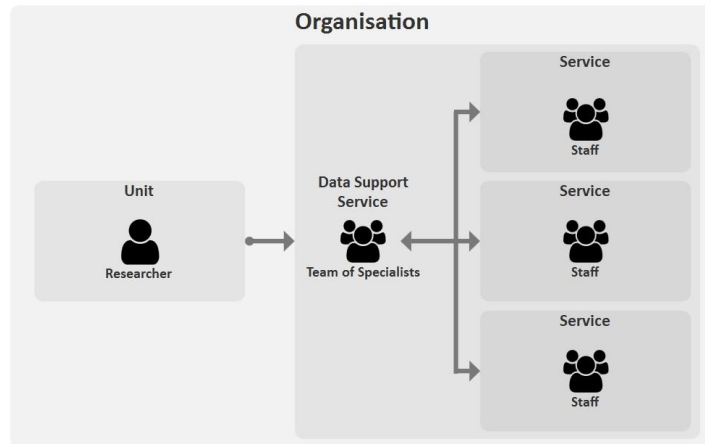 Organisation
Unit
Researcher
Data Support
Service
Team of Specialists
Service
Staff
Service
Staff
Service
Staff